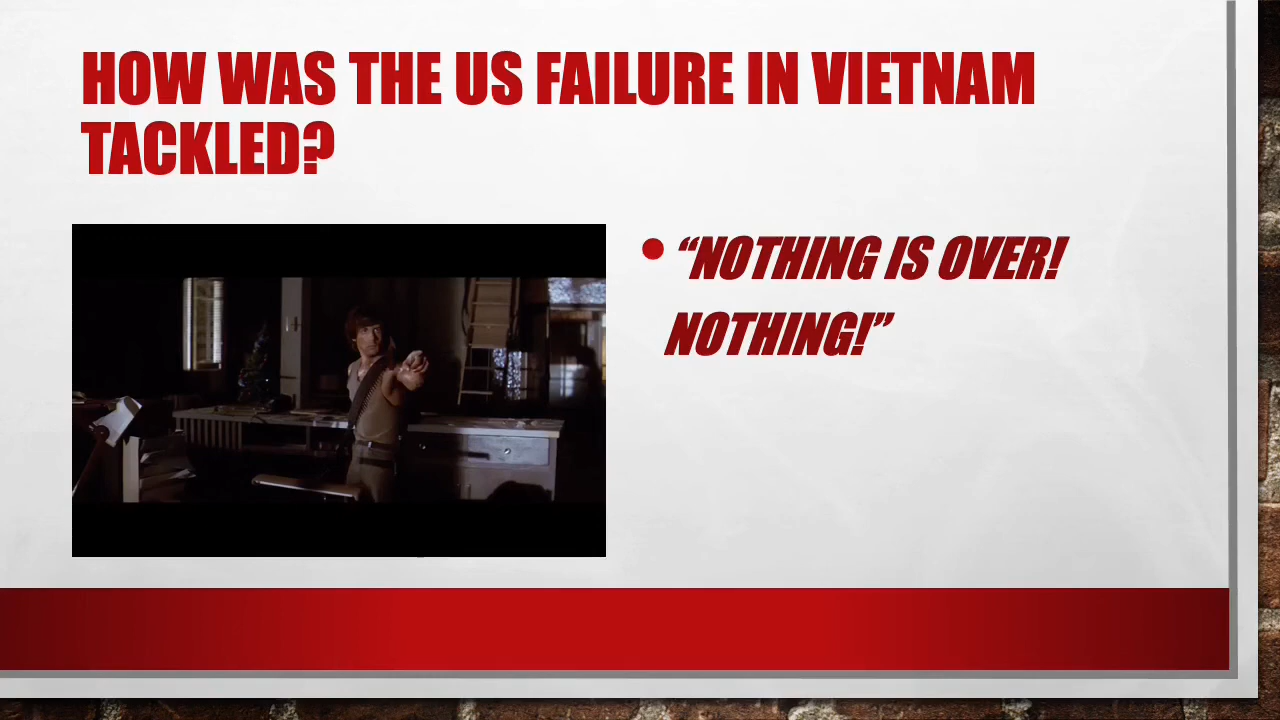 HOW WAS THE US FAILURE IN VIETNAM
TACKLED?
• “NOTHING IS OVER!
NOTHING!”